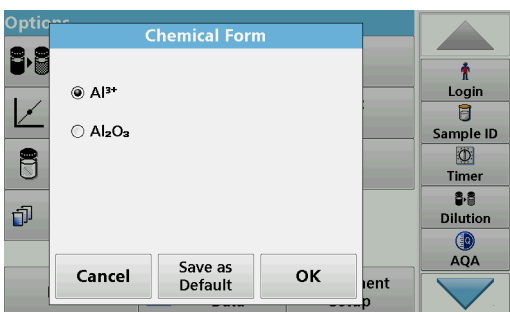 Chemical Form
Al³⁺
Al₂O₃
Cancel
Save as
Default
OK
Login
Sample ID
Timer
Dilution
AQA